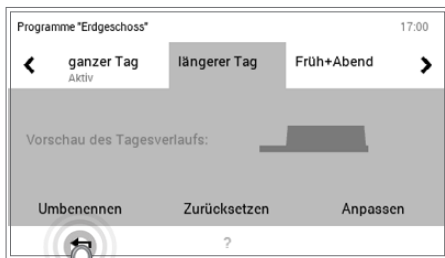 Programme "Erdgeschoss" 17:00
ganzer Tag längerer Tag Früh+Abend
Aktiv
Vorschau des Tagesverlaufs:
Umbenennen Zurücksetzen Anpassen
?